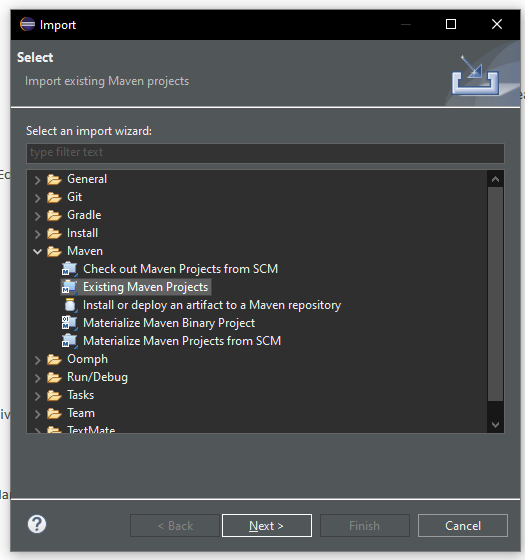 Import
Select
Import existing Maven projects
Select an import wizard:
type filter text
General
Git
Gradle
Install
Maven
Check out Maven Projects from SCM
Existing Maven Projects
Install or deploy an artifact to a Maven repository
Materialize Maven Binary Project
Materialize Maven Projects from SCM
Oomph
Run/Debug
Tasks
Team
TextMate
< Back
Next >
Finish
Cancel